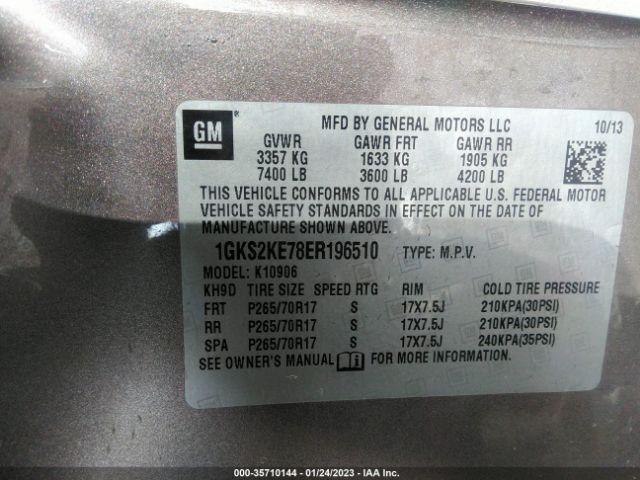 GM ®
MFD BY GENERAL MOTORS LLC 10/13
GVWR GAWR FRT GAWR RR
3357 KG 1633 KG 1905 KG
7400 LB 3600 LB 4200 LB
THIS VEHICLE CONFORMS TO ALL APPLICABLE U.S. FEDERAL MOTOR
VEHICLE SAFETY STANDARDS IN EFFECT ON THE DATE OF
MANUFACTURE SHOWN ABOVE.
1GKS2KE78ER196510 TYPE: M.P.V.
MODEL: K10906
KH9D TIRE SIZE SPEED RTG RIM COLD TIRE PRESSURE
FRT P265/70R17 S 17X7.5J 210KPA(30PSI)
RR P265/70R17 S 17X7.5J 210KPA(30PSI)
SPA P265/70R17 S 17X7.5J 240KPA(35PSI)
SEE OWNER'S MANUAL FOR MORE INFORMATION.
000-35710144 - 01/24/2023 - IAA Inc.